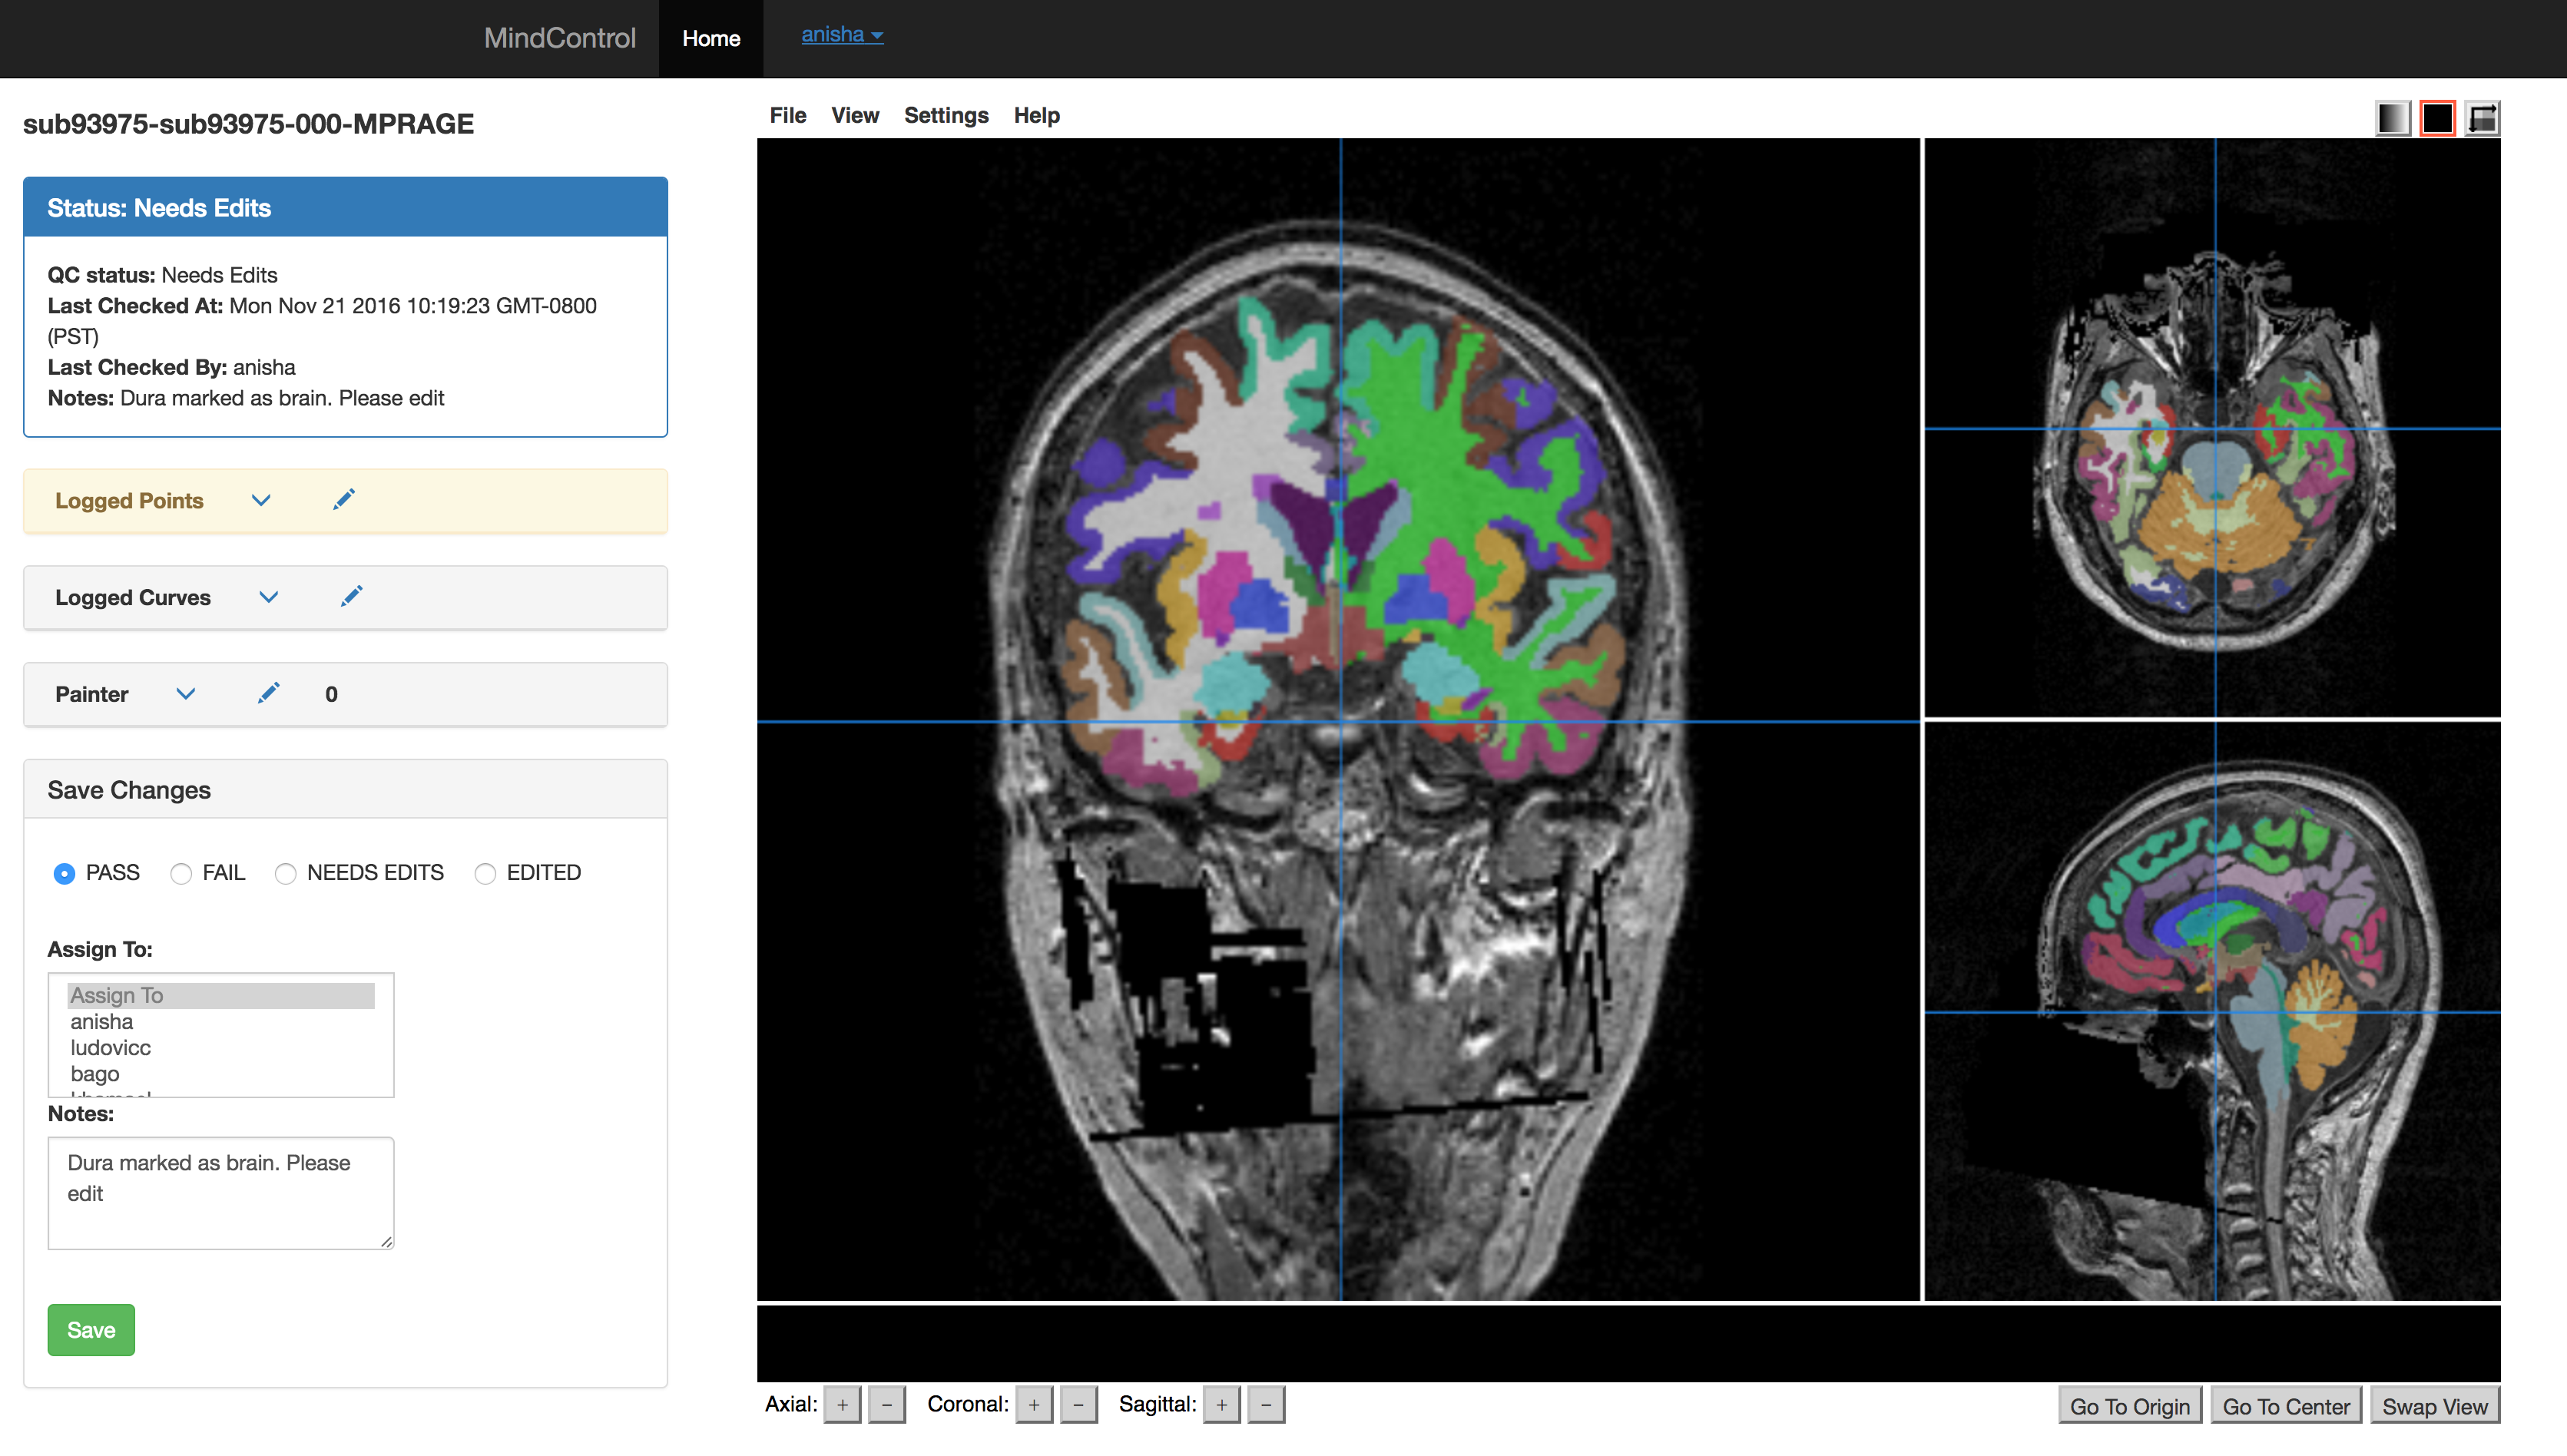 MindControl Home anisha
sub93975-sub93975-000-MPRAGE
Status: Needs Edits
QC status: Needs Edits
Last Checked At: Mon Nov 21 2016 10:19:23 GMT-0800
(PST)
Last Checked By: anisha
Notes: Dura marked as brain. Please edit
Logged Points
Logged Curves
Painter 0
Save Changes
PASS FAIL NEEDS EDITS EDITED
Assign To:
Assign To
anisha
ludovicc
bago
Notes:
Dura marked as brain. Please
edit
Save
File View Settings Help
Axial: + - Coronal: + - Sagittal: + -
Go To Origin Go To Center Swap View